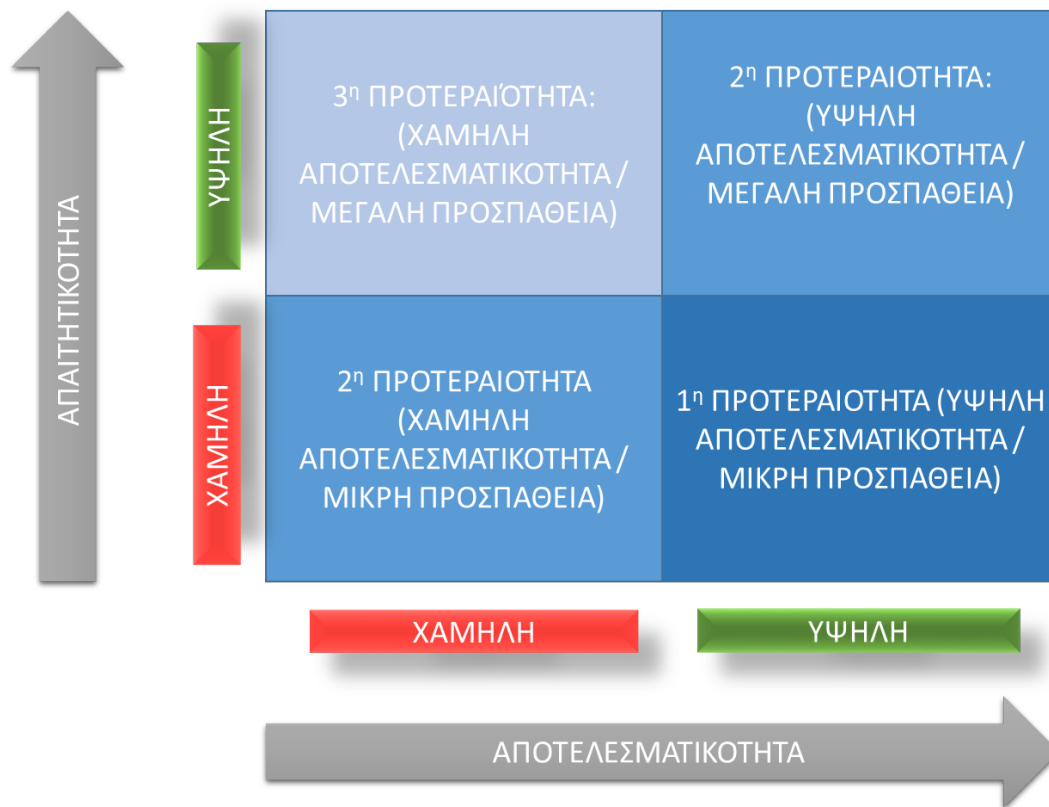 ΑΠΑΙΤΗΤΙΚΟΤΗΤΑ
ΥΨΗΛΗ
3η ΠΡΟΤΕΡΑΙΌΤΗΤΑ:
(ΧΑΜΗΛΗ
ΑΠΟΤΕΛΕΣΜΑΤΙΚΟΤΗΤΑ /
ΜΕΓΑΛΗ ΠΡΟΣΠΑΘΕΙΑ)
2η ΠΡΟΤΕΡΑΙΟΤΗΤΑ:
(ΥΨΗΛΗ
ΑΠΟΤΕΛΕΣΜΑΤΙΚΟΤΗΤΑ /
ΜΕΓΑΛΗ ΠΡΟΣΠΑΘΕΙΑ)
ΧΑΜΗΛΗ
2η ΠΡΟΤΕΡΑΙΟΤΗΤΑ
(ΧΑΜΗΛΗ
ΑΠΟΤΕΛΕΣΜΑΤΙΚΟΤΗΤΑ /
ΜΙΚΡΗ ΠΡΟΣΠΑΘΕΙΑ)
1η ΠΡΟΤΕΡΑΙΟΤΗΤΑ (ΥΨΗΛΗ
ΑΠΟΤΕΛΕΣΜΑΤΙΚΟΤΗΤΑ /
ΜΙΚΡΗ ΠΡΟΣΠΑΘΕΙΑ)
ΧΑΜΗΛΗ
ΥΨΗΛΗ
ΑΠΟΤΕΛΕΣΜΑΤΙΚΟΤΗΤΑ